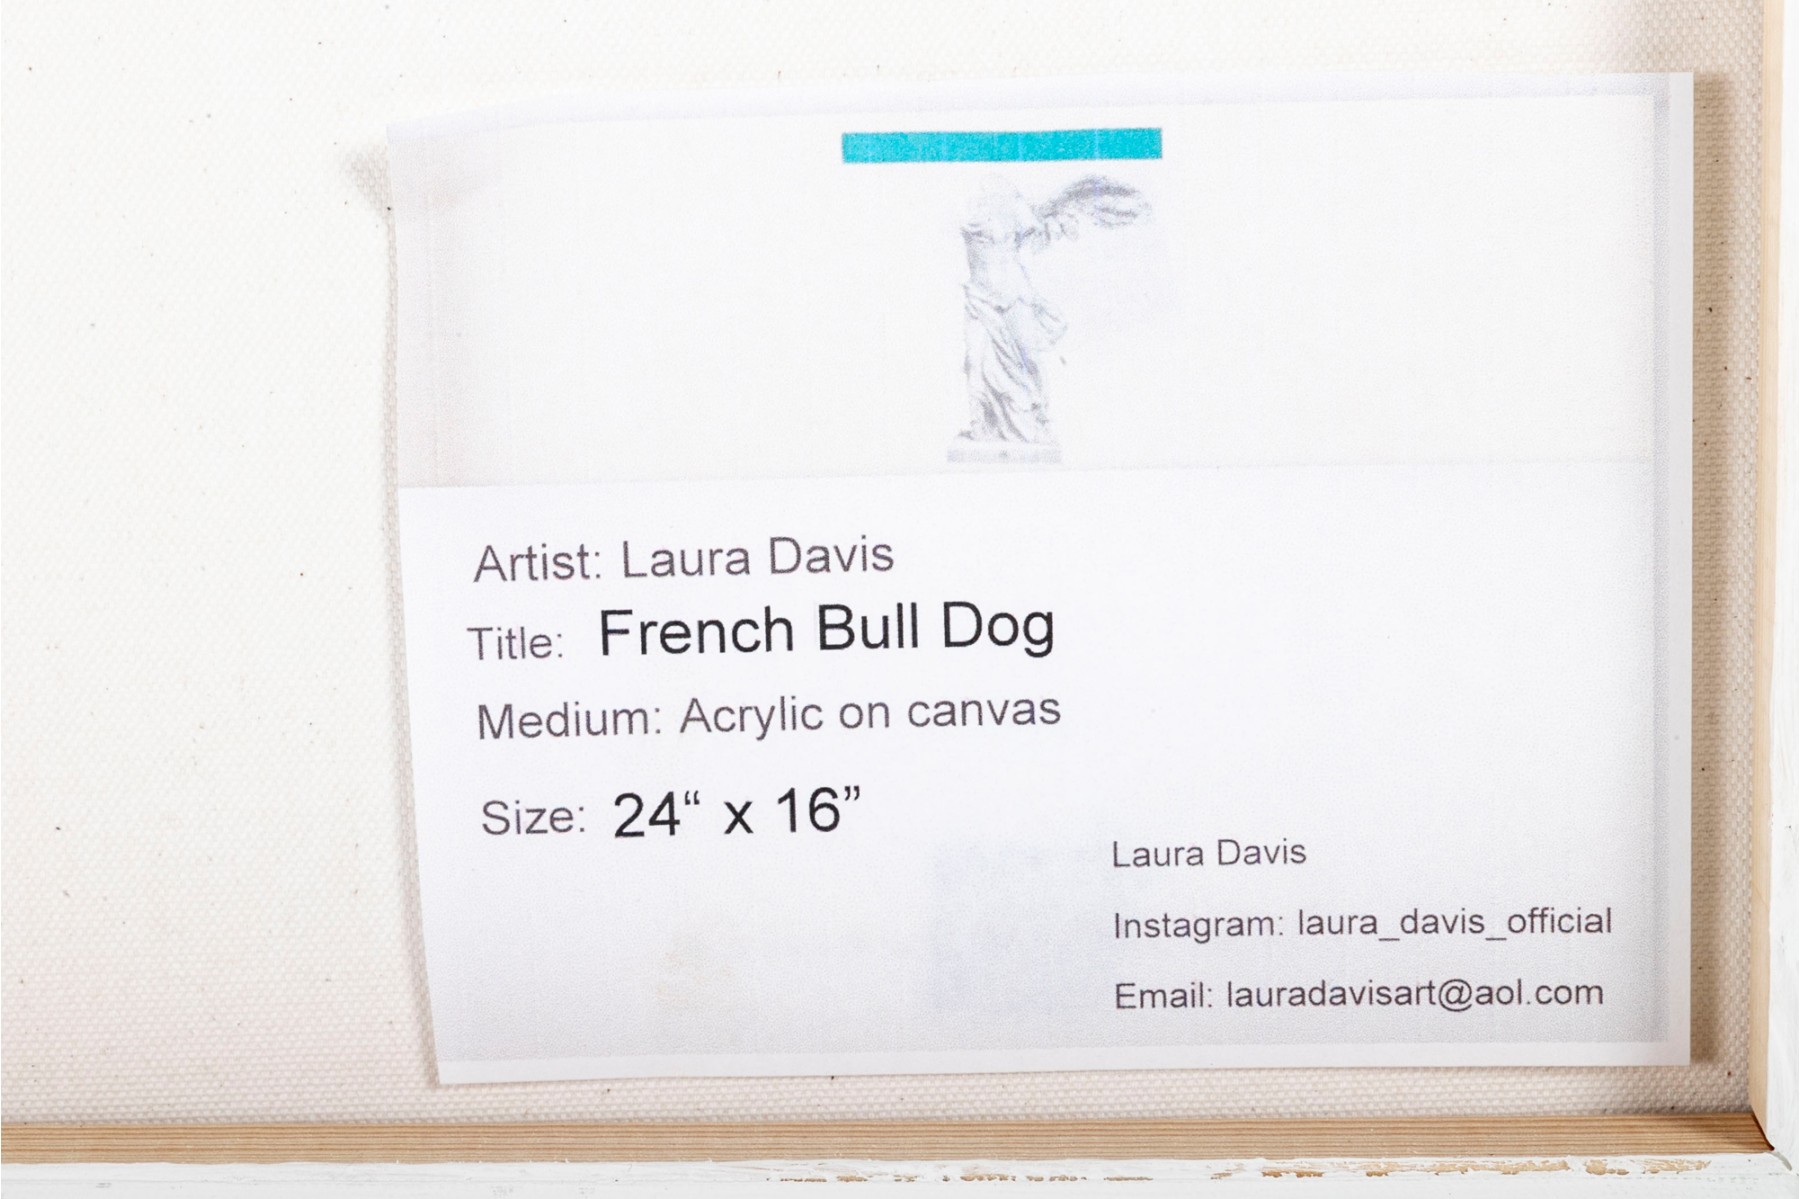 Artist: Laura Davis
Title: French Bull Dog
Medium: Acrylic on canvas
Size: 24“ x 16”
Laura Davis
Instagram: laura_davis_official
Email: lauradavisart@aol.com